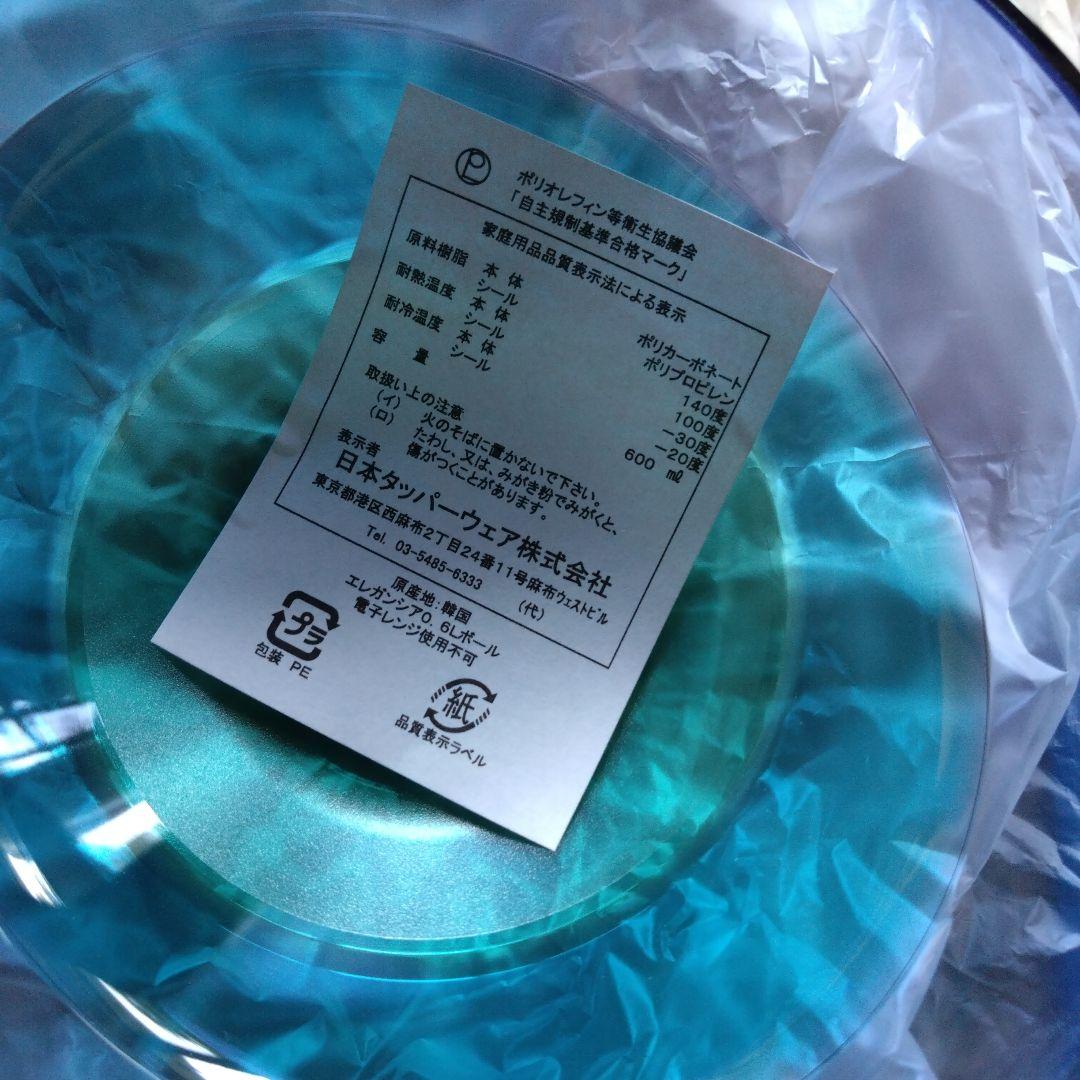 P
ポリオレフィン等衛生協議会
「自主規制基準合格マーク」
家庭用品品質表示法による表示
原料樹脂 本体 ポリカーボネート
シール ポリプロピレン
耐熱温度 本体 140度
シール 100度
耐冷温度 本体 −30度
シール −20度
容量 600 ㎖
取扱い上の注意
(イ) 火のそばに置かないで下さい。
(ロ) たわし、又は、みがき粉でみがくと、
傷がつくことがあります。
表示者
日本タッパーウェア株式会社
東京都港区西麻布2丁目24番11号麻布ウェストビル
Tel. 03-5485-6333 (代)
原産地:韓国
エレガンシア0.6Lボール
電子レンジ使用不可
プラ
包装 PE
紙
品質表示ラベル